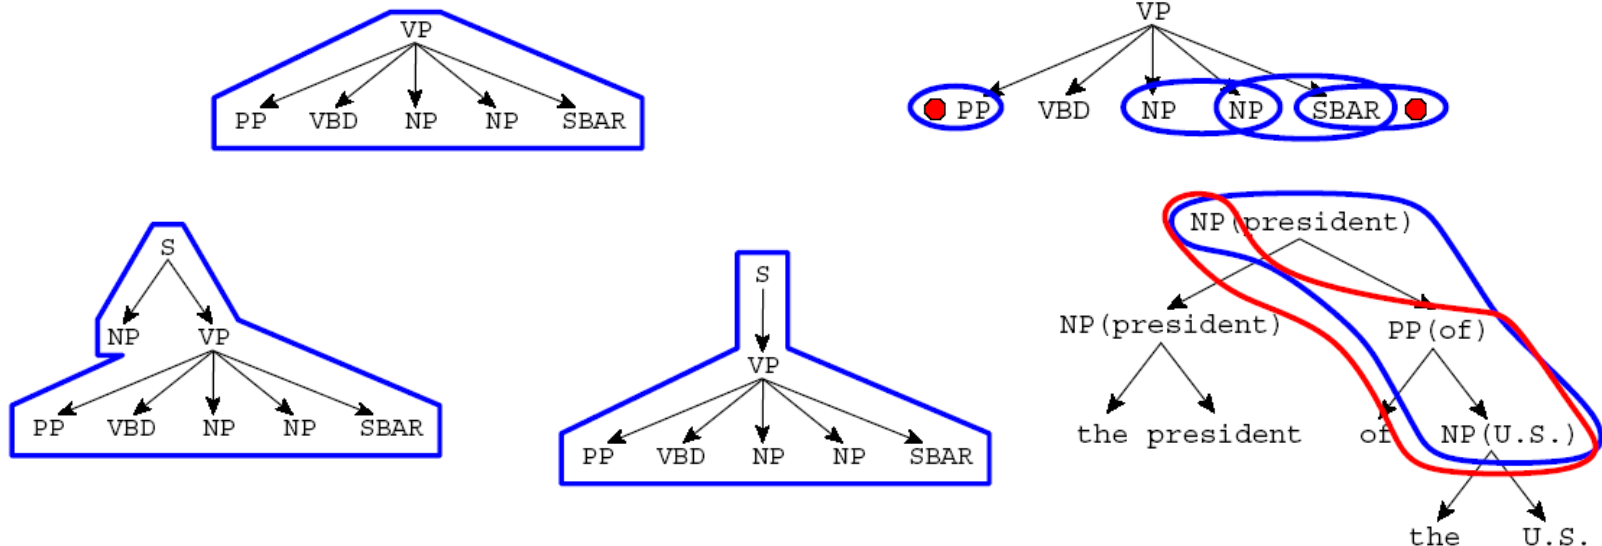 VP
PP VBD NP NP SBAR
VP
PP VBD NP NP SBAR
S
NP VP
PP VBD NP NP SBAR
S
VP
PP VBD NP NP SBAR
NP(president)
NP(president) PP(of)
the president of NP(U.S.)
the U.S.